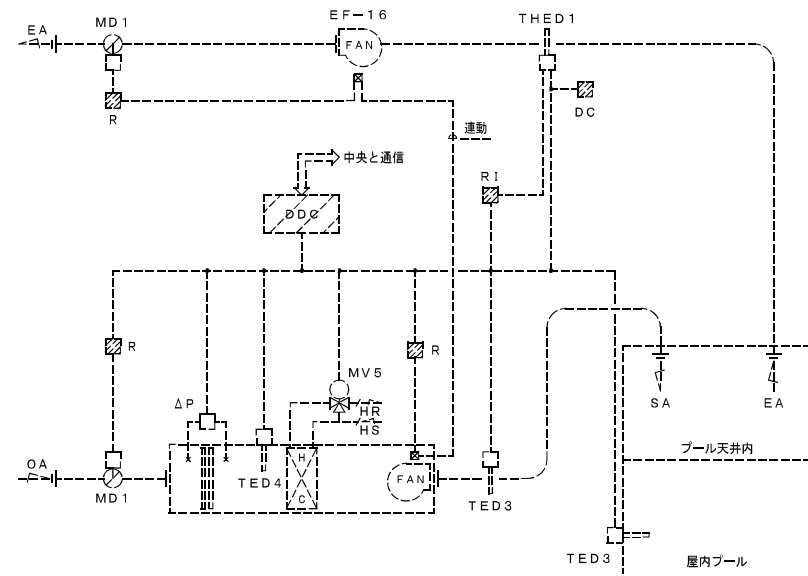 EF-16
THED1
MD1
EA
FAN
R
DC
連動
中央と通信
RI
DDC
R
R
MV5
ΔP
HR
HS
SA
EA
プール天井内
OA
H
C
FAN
MD1
TED4
TED3
TED3
屋内プール